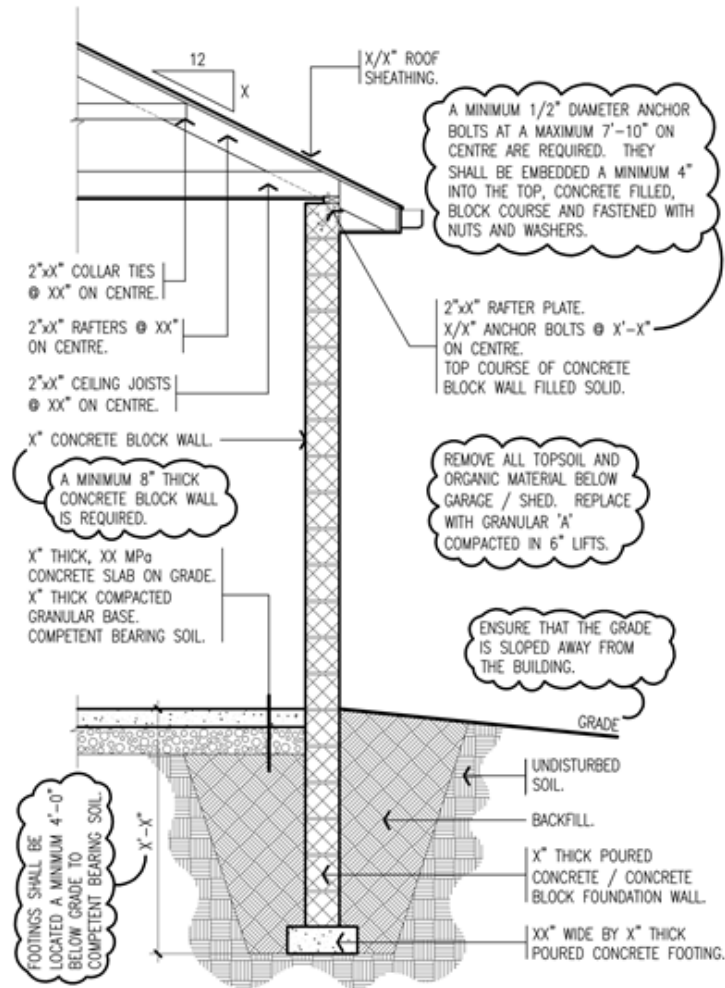 12
X
X/X" ROOF
SHEATHING.
A MINIMUM 1/2" DIAMETER ANCHOR
BOLTS AT A MAXIMUM 7'-10" ON
CENTRE ARE REQUIRED. THEY
SHALL BE EMBEDDED A MINIMUM 4"
INTO THE TOP, CONCRETE FILLED,
BLOCK COURSE AND FASTENED WITH
NUTS AND WASHERS.
2"xX" COLLAR TIES
@ XX" ON CENTRE.
2"xX" RAFTERS @ XX"
ON CENTRE.
2"xX" CEILING JOISTS
@ XX" ON CENTRE.
2"xX" RAFTER PLATE.
X/X" ANCHOR BOLTS @ X'-X"
ON CENTRE.
TOP COURSE OF CONCRETE
BLOCK WALL FILLED SOLID.
X" CONCRETE BLOCK WALL.
A MINIMUM 8" THICK
CONCRETE BLOCK WALL
IS REQUIRED.
REMOVE ALL TOPSOIL AND
ORGANIC MATERIAL BELOW
GARAGE / SHED. REPLACE
WITH GRANULAR 'A'
COMPACTED IN 6" LIFTS.
X" THICK, XX MPa
CONCRETE SLAB ON GRADE.
X" THICK COMPACTED
GRANULAR BASE.
COMPETENT BEARING SOIL.
ENSURE THAT THE GRADE
IS SLOPED AWAY FROM
THE BUILDING.
GRADE
UNDISTURBED
SOIL.
BACKFILL.
X" THICK POURED
CONCRETE / CONCRETE
BLOCK FOUNDATION WALL.
XX" WIDE BY X" THICK
POURED CONCRETE FOOTING.
FOOTINGS SHALL BE
LOCATED A MINIMUM 4'-0"
BELOW GRADE TO
COMPETENT BEARING SOIL.
X'-X"